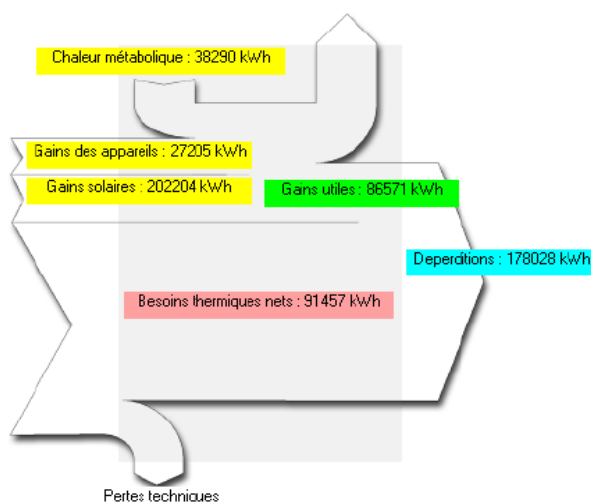 Chaleur métabolique : 38290 kWh
Gains des appareils : 27205 kWh
Gains solaires : 202204 kWh
Gains utiles : 86571 kWh
Deperditions : 178028 kWh
Besoins thermiques nets : 91457 kWh
Pertes techniques